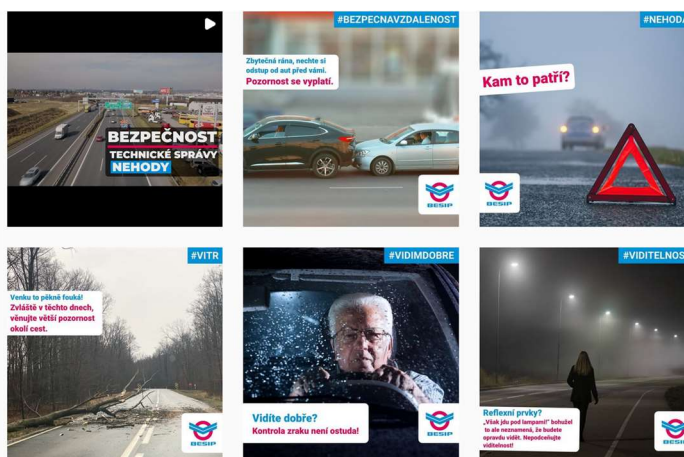 BEZPEČNOST
TECHNICKÉ SPRÁVY
NEHODY
#BEZPECNAVZDALENOST
Zbytečná rána, nechte si
odstup od aut před vámi.
Pozornost se vyplatí.
BESIP
#NEHODA
Kam to patří?
BESIP
#VITR
Venku to pěkně fouká!
Zvláště v těchto dnech,
věnujte větší pozornost
okolí cest.
BESIP
#VIDIMDOBRE
Vidíte dobře?
Kontrola zraku není ostuda!
BESIP
#VIDITELNOS
Reflexní prvky?
„Však jdu pod lampami!" bohužel
to ale neznamená, že budete
opravdu vidět. Nepodceňujte
viditelnost!
BESIP